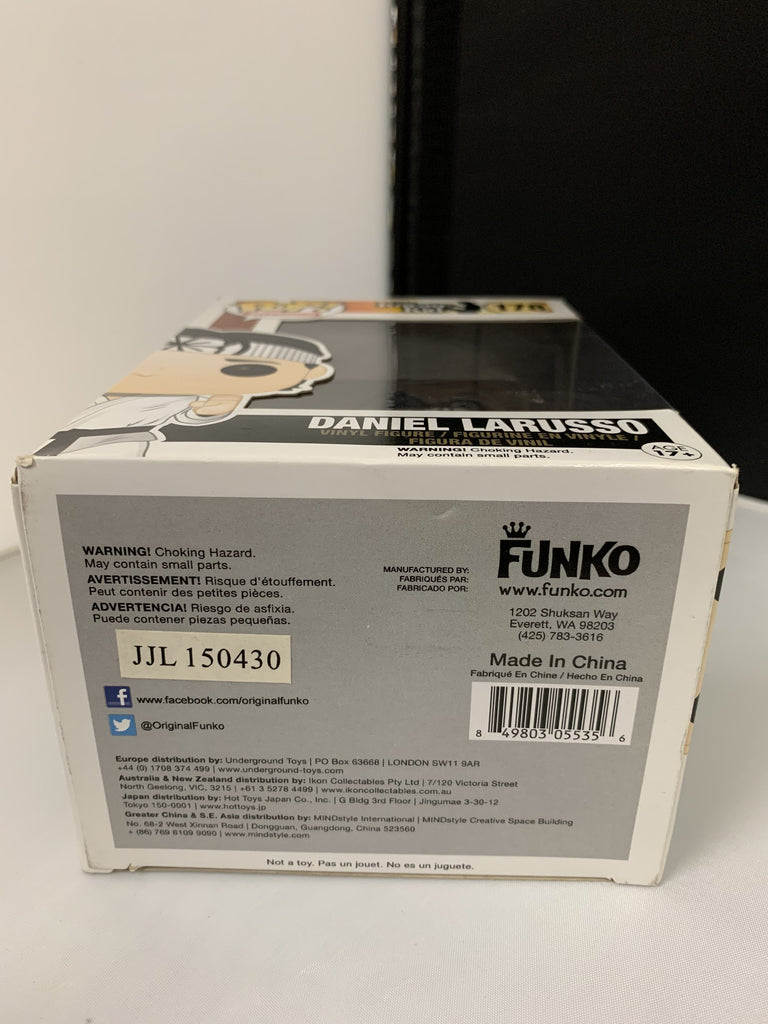 POP!
178
DANIEL LARUSSO
VINYL FIGURE / FIGURINE EN VINYLE /
FIGURA DE VINIL
WARNING! Choking Hazard.
May contain small parts.
AGE
17+
WARNING! Choking Hazard.
May contain small parts.
AVERTISSEMENT! Risque d'étouffement.
Peut contenir des petites pièces.
ADVERTENCIA! Riesgo de asfixia.
Puede contener piezas pequeñas.
JJL 150430
www.facebook.com/originalfunko
@OriginalFunko
MANUFACTURED BY:
FABRIQUÉS PAR:
FABRICADO POR:
FUNKO
www.funko.com
1202 Shuksan Way
Everett, WA 98203
(425) 783-3616
Made In China
Fabriqué En Chine / Hecho En China
8 49803 05535 6
Europe distribution by: Underground Toys | PO Box 63668 | LONDON SW11 9AR
+44 (0) 1708 374 499 | www.underground-toys.com
Australia & New Zealand distribution by: Ikon Collectables Pty Ltd | 7/120 Victoria Street
North Geelong, VIC, 3215 | +61 3 5278 4499 | www.ikoncollectables.com.au
Japan distribution by: Hot Toys Japan Co., Inc. | G Bldg 3rd Floor | Jingumae 3-30-12
Tokyo 150-0001 | www.hottoys.jp
Greater China & S.E. Asia distribution by: MINDstyle International | MINDstyle Creative Space Building
No. 68-2 West Xinnan Road | Dongguan, Guangdong, China 523560
+ (86) 769 8109 9090 | www.mindstyle.com
Not a toy. Pas un jouet. No es un juguete.